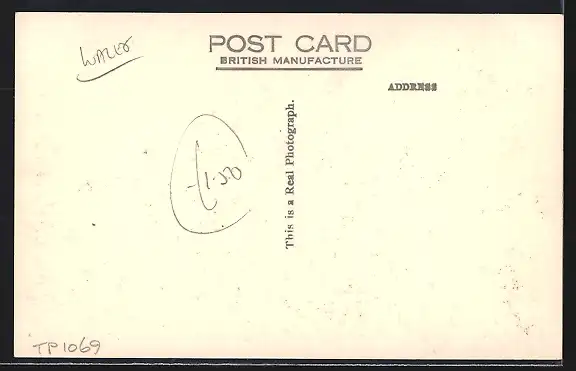 WALES
POST CARD
BRITISH MANUFACTURE
ADDRESS
This is a Real Photograph.
£1.50
TP1069